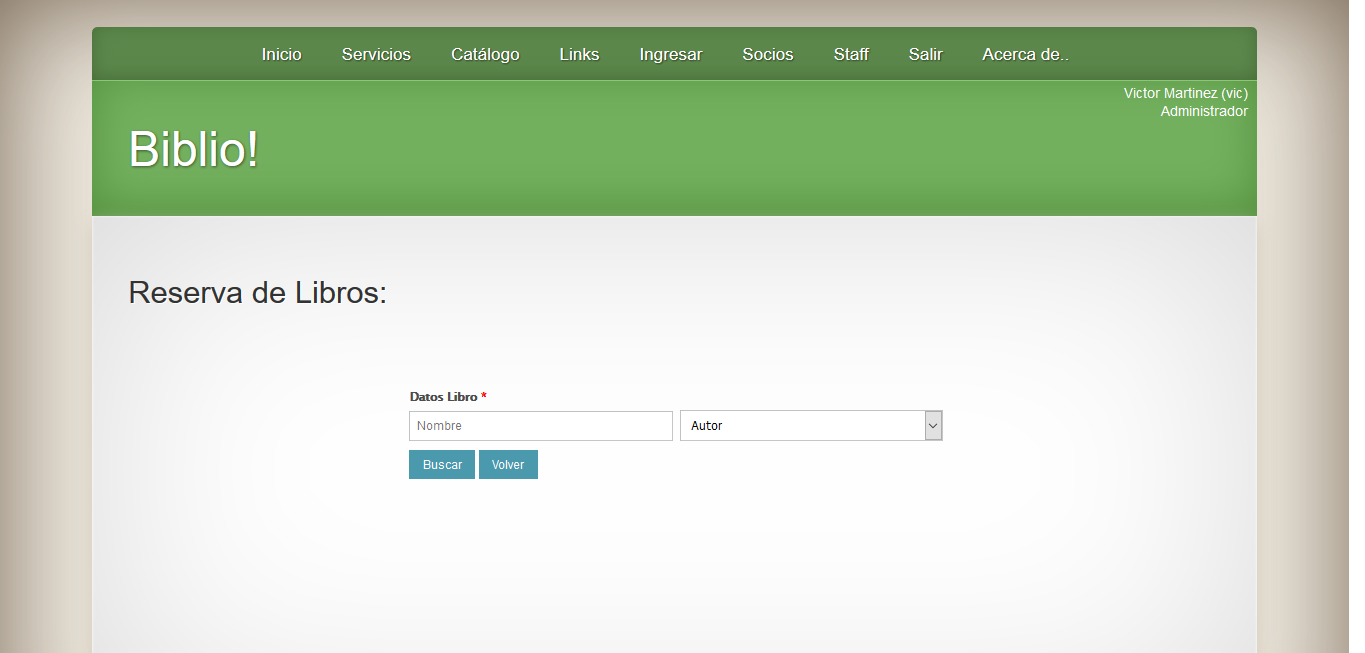 Inicio Servicios Catálogo Links Ingresar Socios Staff Salir Acerca de..
Victor Martinez (vic)
Administrador
Biblio!
Reserva de Libros:
Datos Libro *
Nombre Autor
Buscar Volver